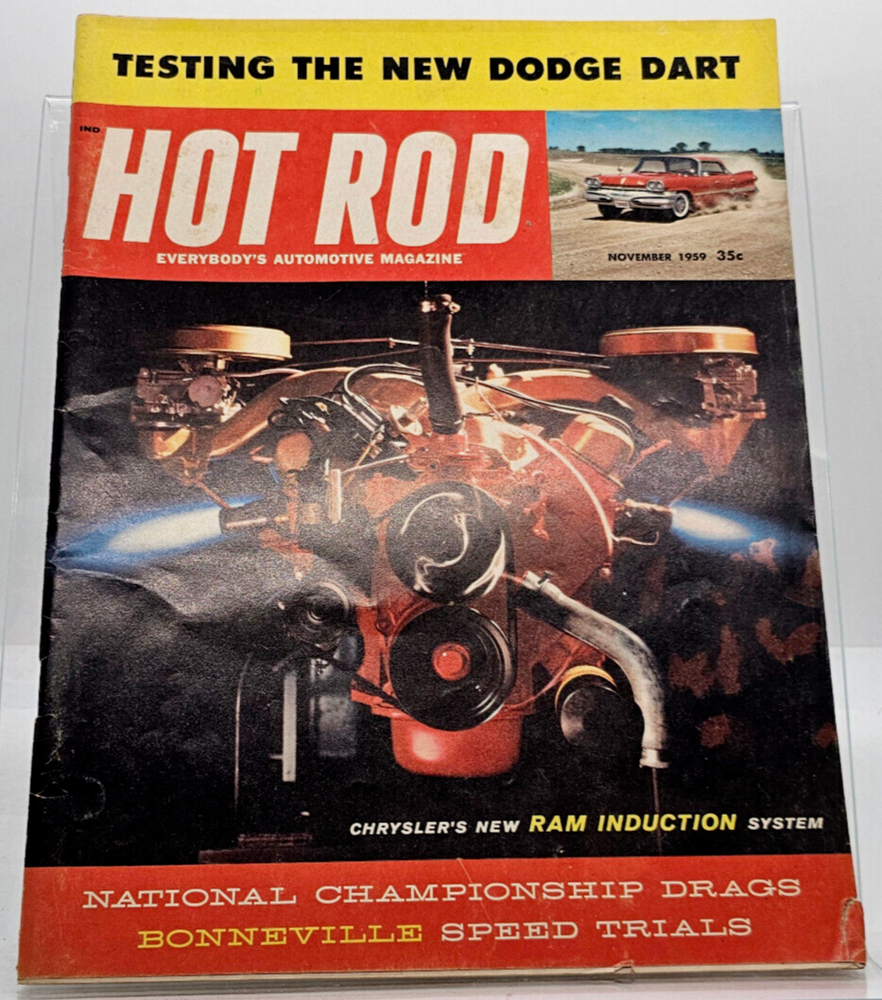 TESTING THE NEW DODGE DART
IND
HOT ROD
EVERYBODY'S AUTOMOTIVE MAGAZINE
NOVEMBER 1959 35c
CHRYSLER'S NEW RAM INDUCTION SYSTEM
NATIONAL CHAMPIONSHIP DRAGS
BONNEVILLE SPEED TRIALS